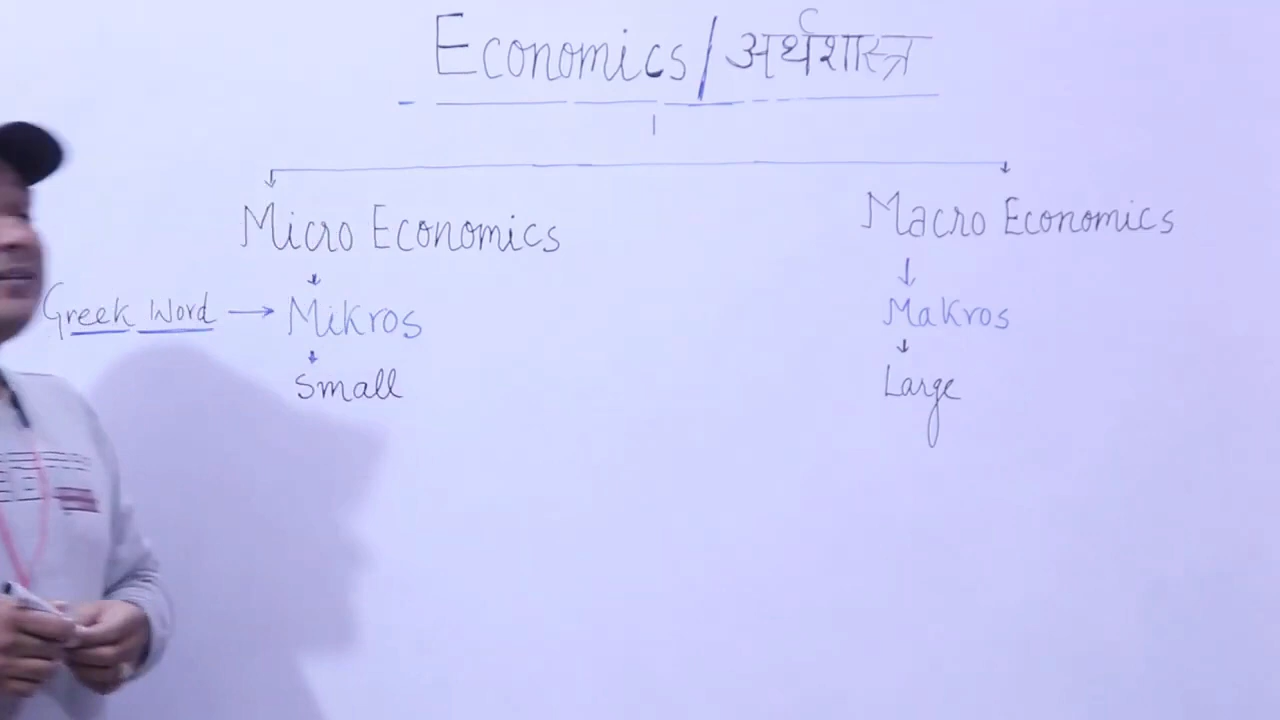 Economics/अर्थशास्त्र
Micro Economics
Macro Economics
Greek Word → Mikros
Makros
Small
Large